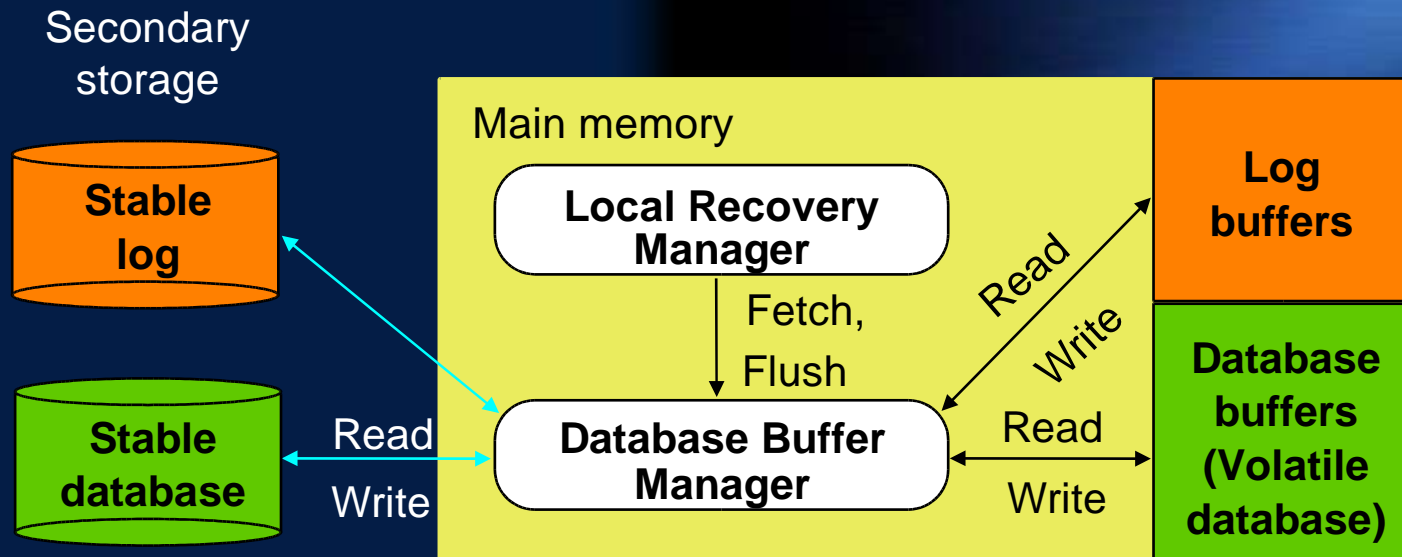 Secondary
storage
Main memory
Stable
log
Local Recovery
Manager
Log
buffers
Fetch,
Flush
Read
Write
Stable
database
Read
Write
Database Buffer
Manager
Read
Write
Database
buffers
(Volatile
database)